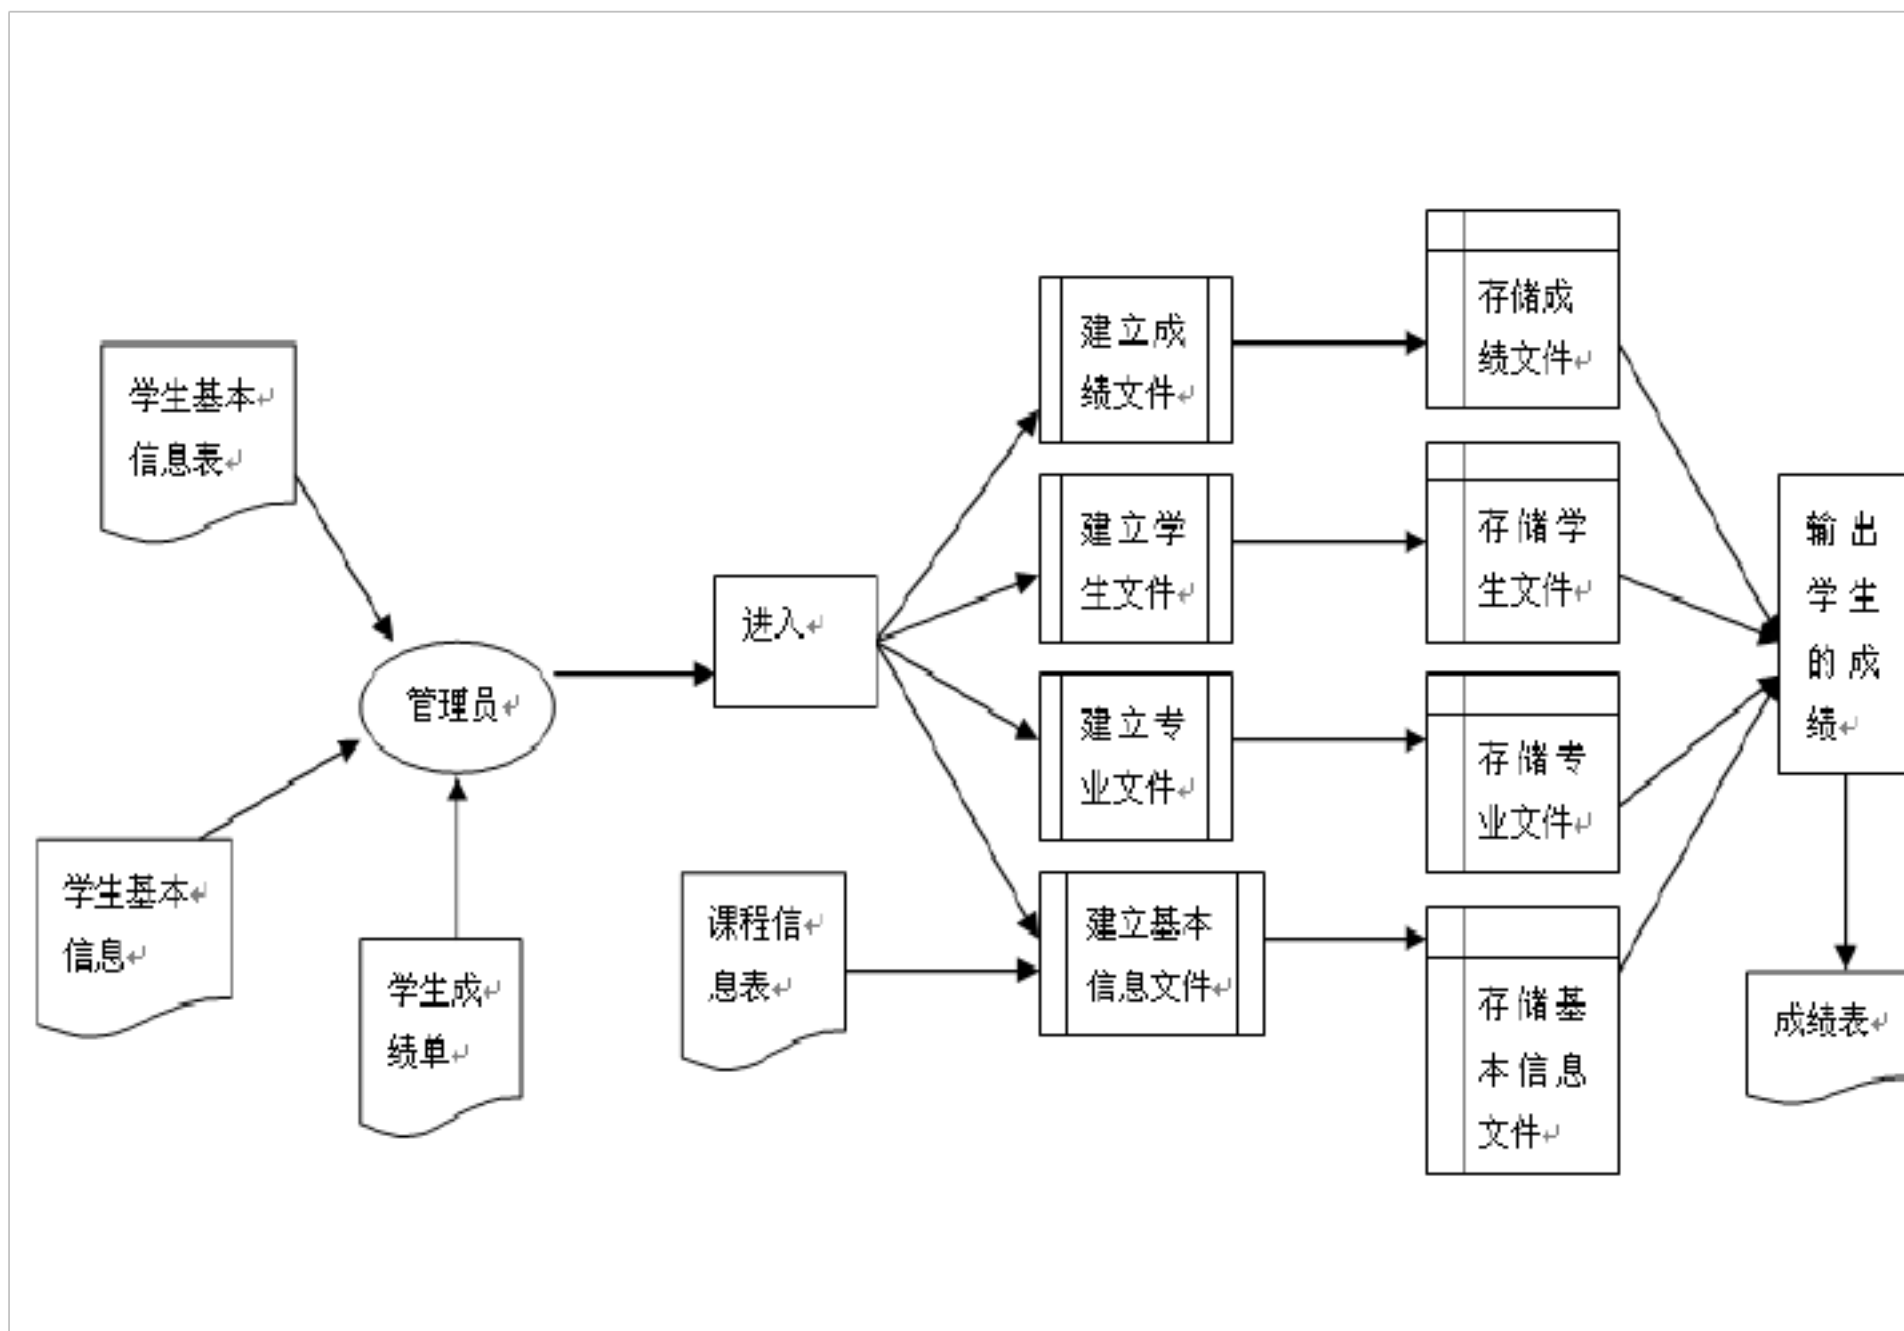 学生基本
信息表
学生基本
信息
管理员
学生成
绩单
进入
课程信
息表
建立成
绩文件
建立学
生文件
建立专
业文件
建立基本
信息文件
存储成
绩文件
存储学
生文件
存储专
业文件
存储基
本信息
文件
输出
学生
的成
绩
成绩表